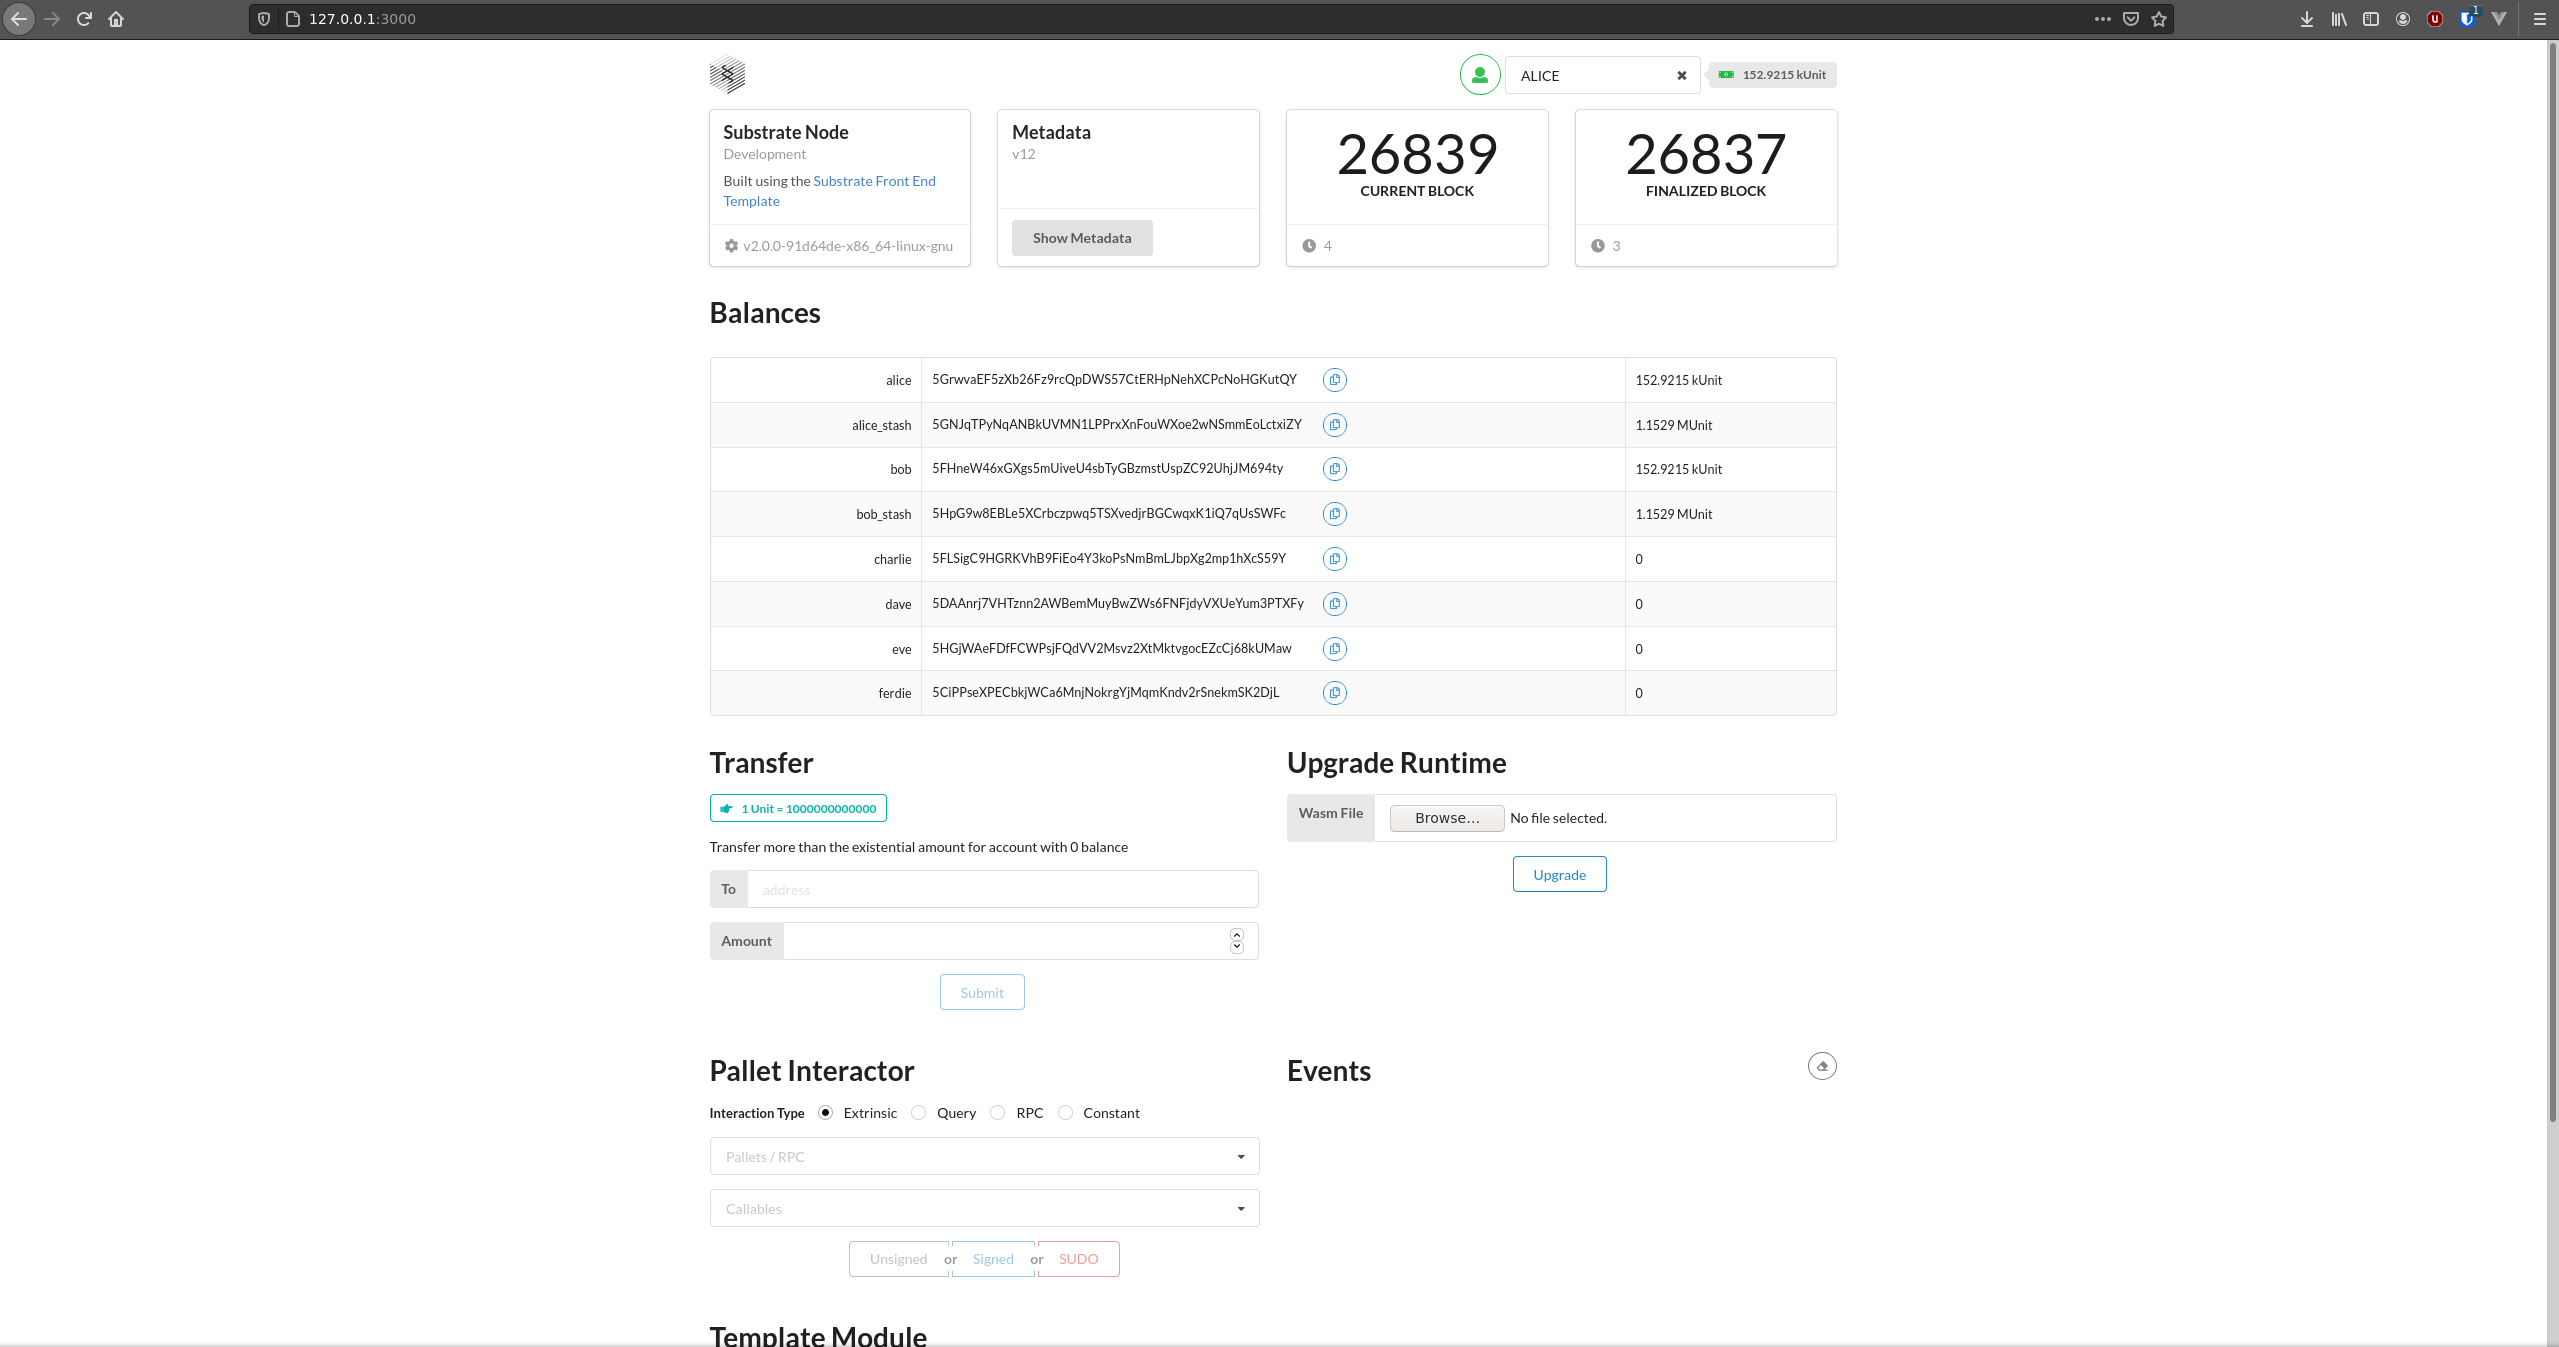 127.0.0.1:3000
1
ALICE
152.9215 kUnit
Substrate Node
Development
Built using the Substrate Front End
Template
v2.0.0-91d64de-x86_64-linux-gnu
Metadata
v12
Show Metadata
26839
CURRENT BLOCK
4
26837
FINALIZED BLOCK
3
Balances
alice 5GrwvaEF5zXb26Fz9rcQpDWS57CtERHpNehXCPcNoHGKutQY 152.9215 kUnit
alice_stash 5GNJqTPyNqANBkUVMN1LPPrxXnFouWXoe2wNSmmEoLctxiZY 1.1529 MUnit
bob 5FHneW46xGXgs5mUiveU4sbTyGBzmstUspZC92UhjJM694ty 152.9215 kUnit
bob_stash 5HpG9w8EBLe5XCrbczpwq5TSXvedjrBGCwqxK1iQ7qUsSWFc 1.1529 MUnit
charlie 5FLSigC9HGRKVhB9FiEo4Y3koPsNmBmLJbpXg2mp1hXcS59Y 0
dave 5DAAnrj7VHTznn2AWBemMuyBwZWs6FNFjdyVXUeYum3PTXFy 0
eve 5HGjWAeFDfFCWPsjFQdVV2Msvz2XtMktvgocEZcCj68kUMaw 0
ferdie 5CiPPseXPECbkjWCa6MnjNokrgYjMqmKndv2rSnekmSK2DjL 0
Transfer
1 Unit = 1000000000000
Transfer more than the existential amount for account with 0 balance
To address
Amount
Submit
Upgrade Runtime
Wasm File Browse... No file selected.
Upgrade
Pallet Interactor
Interaction Type Extrinsic Query RPC Constant
Pallets / RPC
Callables
Unsigned or Signed or SUDO
Events
Template Module